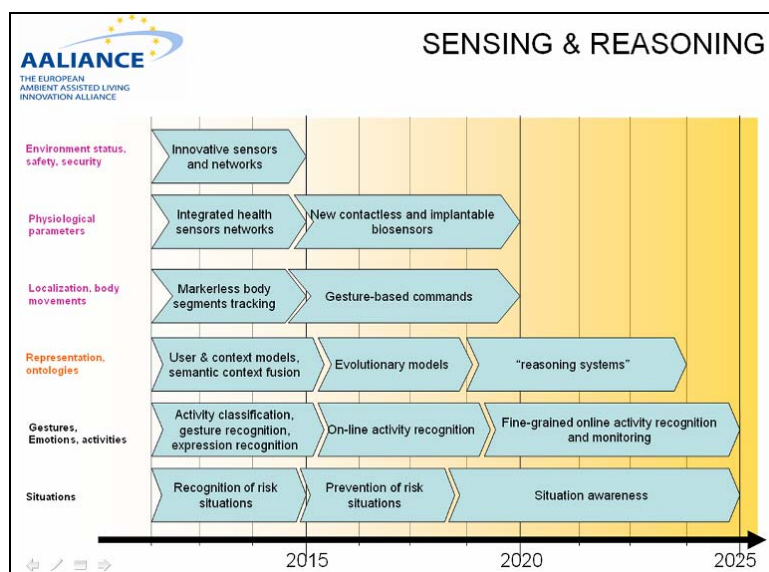 AALIANCE
THE EUROPEAN
AMBIENT ASSISTED LIVING
INNOVATION ALLIANCE
SENSING & REASONING
Environment status,
safety, security
Innovative sensors
and networks
Physiological
parameters
Integrated health
sensors networks
New contactless and implantable
biosensors
Localization, body
movements
Markerless body
segments tracking
Gesture-based commands
Representation,
ontologies
User & context models,
semantic context fusion
Evolutionary models
“reasoning systems”
Gestures,
Emotions, activities
Activity classification,
gesture recognition,
expression recognition
On-line activity recognition
Fine-grained online activity recognition
and monitoring
Situations
Recognition of risk
situations
Prevention of risk
situations
Situation awareness
2015
2020
2025